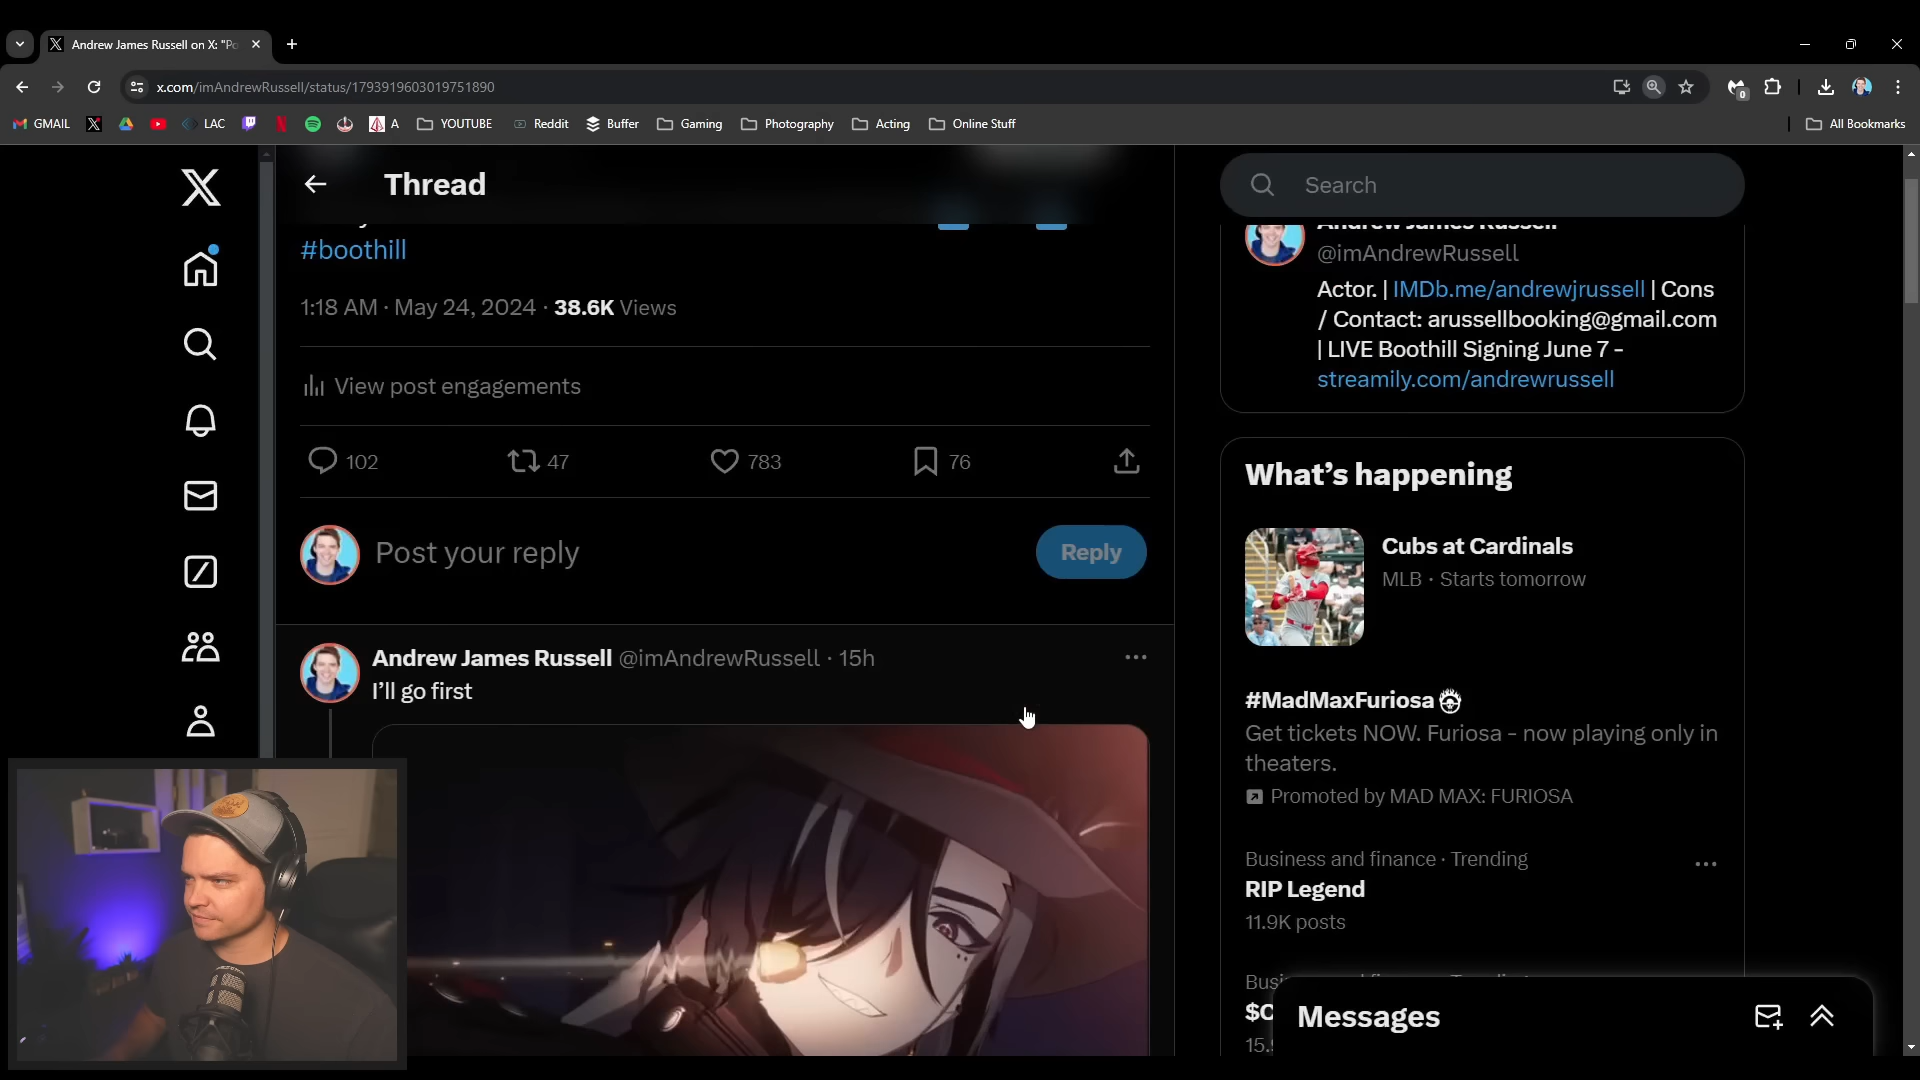 Andrew James Russell on X: "Po
x.com/imAndrewRussell/status/1793919603019751890
0
GMAIL
LAC
A
YOUTUBE
Reddit
Buffer
Gaming
Photography
Acting
Online Stuff
All Bookmarks
Thread
#boothill
1:18 AM · May 24, 2024 · 38.6K Views
View post engagements
102
47
783
76
Post your reply
Reply
Andrew James Russell @imAndrewRussell · 15h
I'll go first
Search
Andrew James Russell
@imAndrewRussell
Actor. | IMDb.me/andrewjrussell | Cons
/ Contact: arussellbooking@gmail.com
| LIVE Boothill Signing June 7 -
streamily.com/andrewrussell
What's happening
Cubs at Cardinals
MLB · Starts tomorrow
#MadMaxFuriosa
Get tickets NOW. Furiosa - now playing only in
theaters.
Promoted by MAD MAX: FURIOSA
Business and finance · Trending
RIP Legend
11.9K posts
$C
Messages